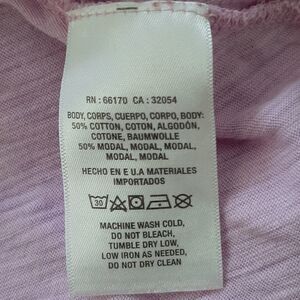 RN : 66170 CA : 32054
BODY, CORPS, CUERPO, CORPO, BODY:
50% COTTON, COTON, ALGODÓN,
COTONE, BAUMWOLLE
50% MODAL, MODAL, MODAL,
MODAL, MODAL
HECHO EN E U.A MATERIALES
IMPORTADOS
30
MACHINE WASH COLD,
DO NOT BLEACH,
TUMBLE DRY LOW,
LOW IRON AS NEEDED,
DO NOT DRY CLEAN